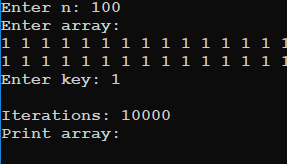 Enter n: 100
Enter array:
1 1 1 1 1 1 1 1 1 1 1 1 1 1 1
1 1 1 1 1 1 1 1 1 1 1 1 1 1 1
Enter key: 1
Iterations: 10000
Print array: